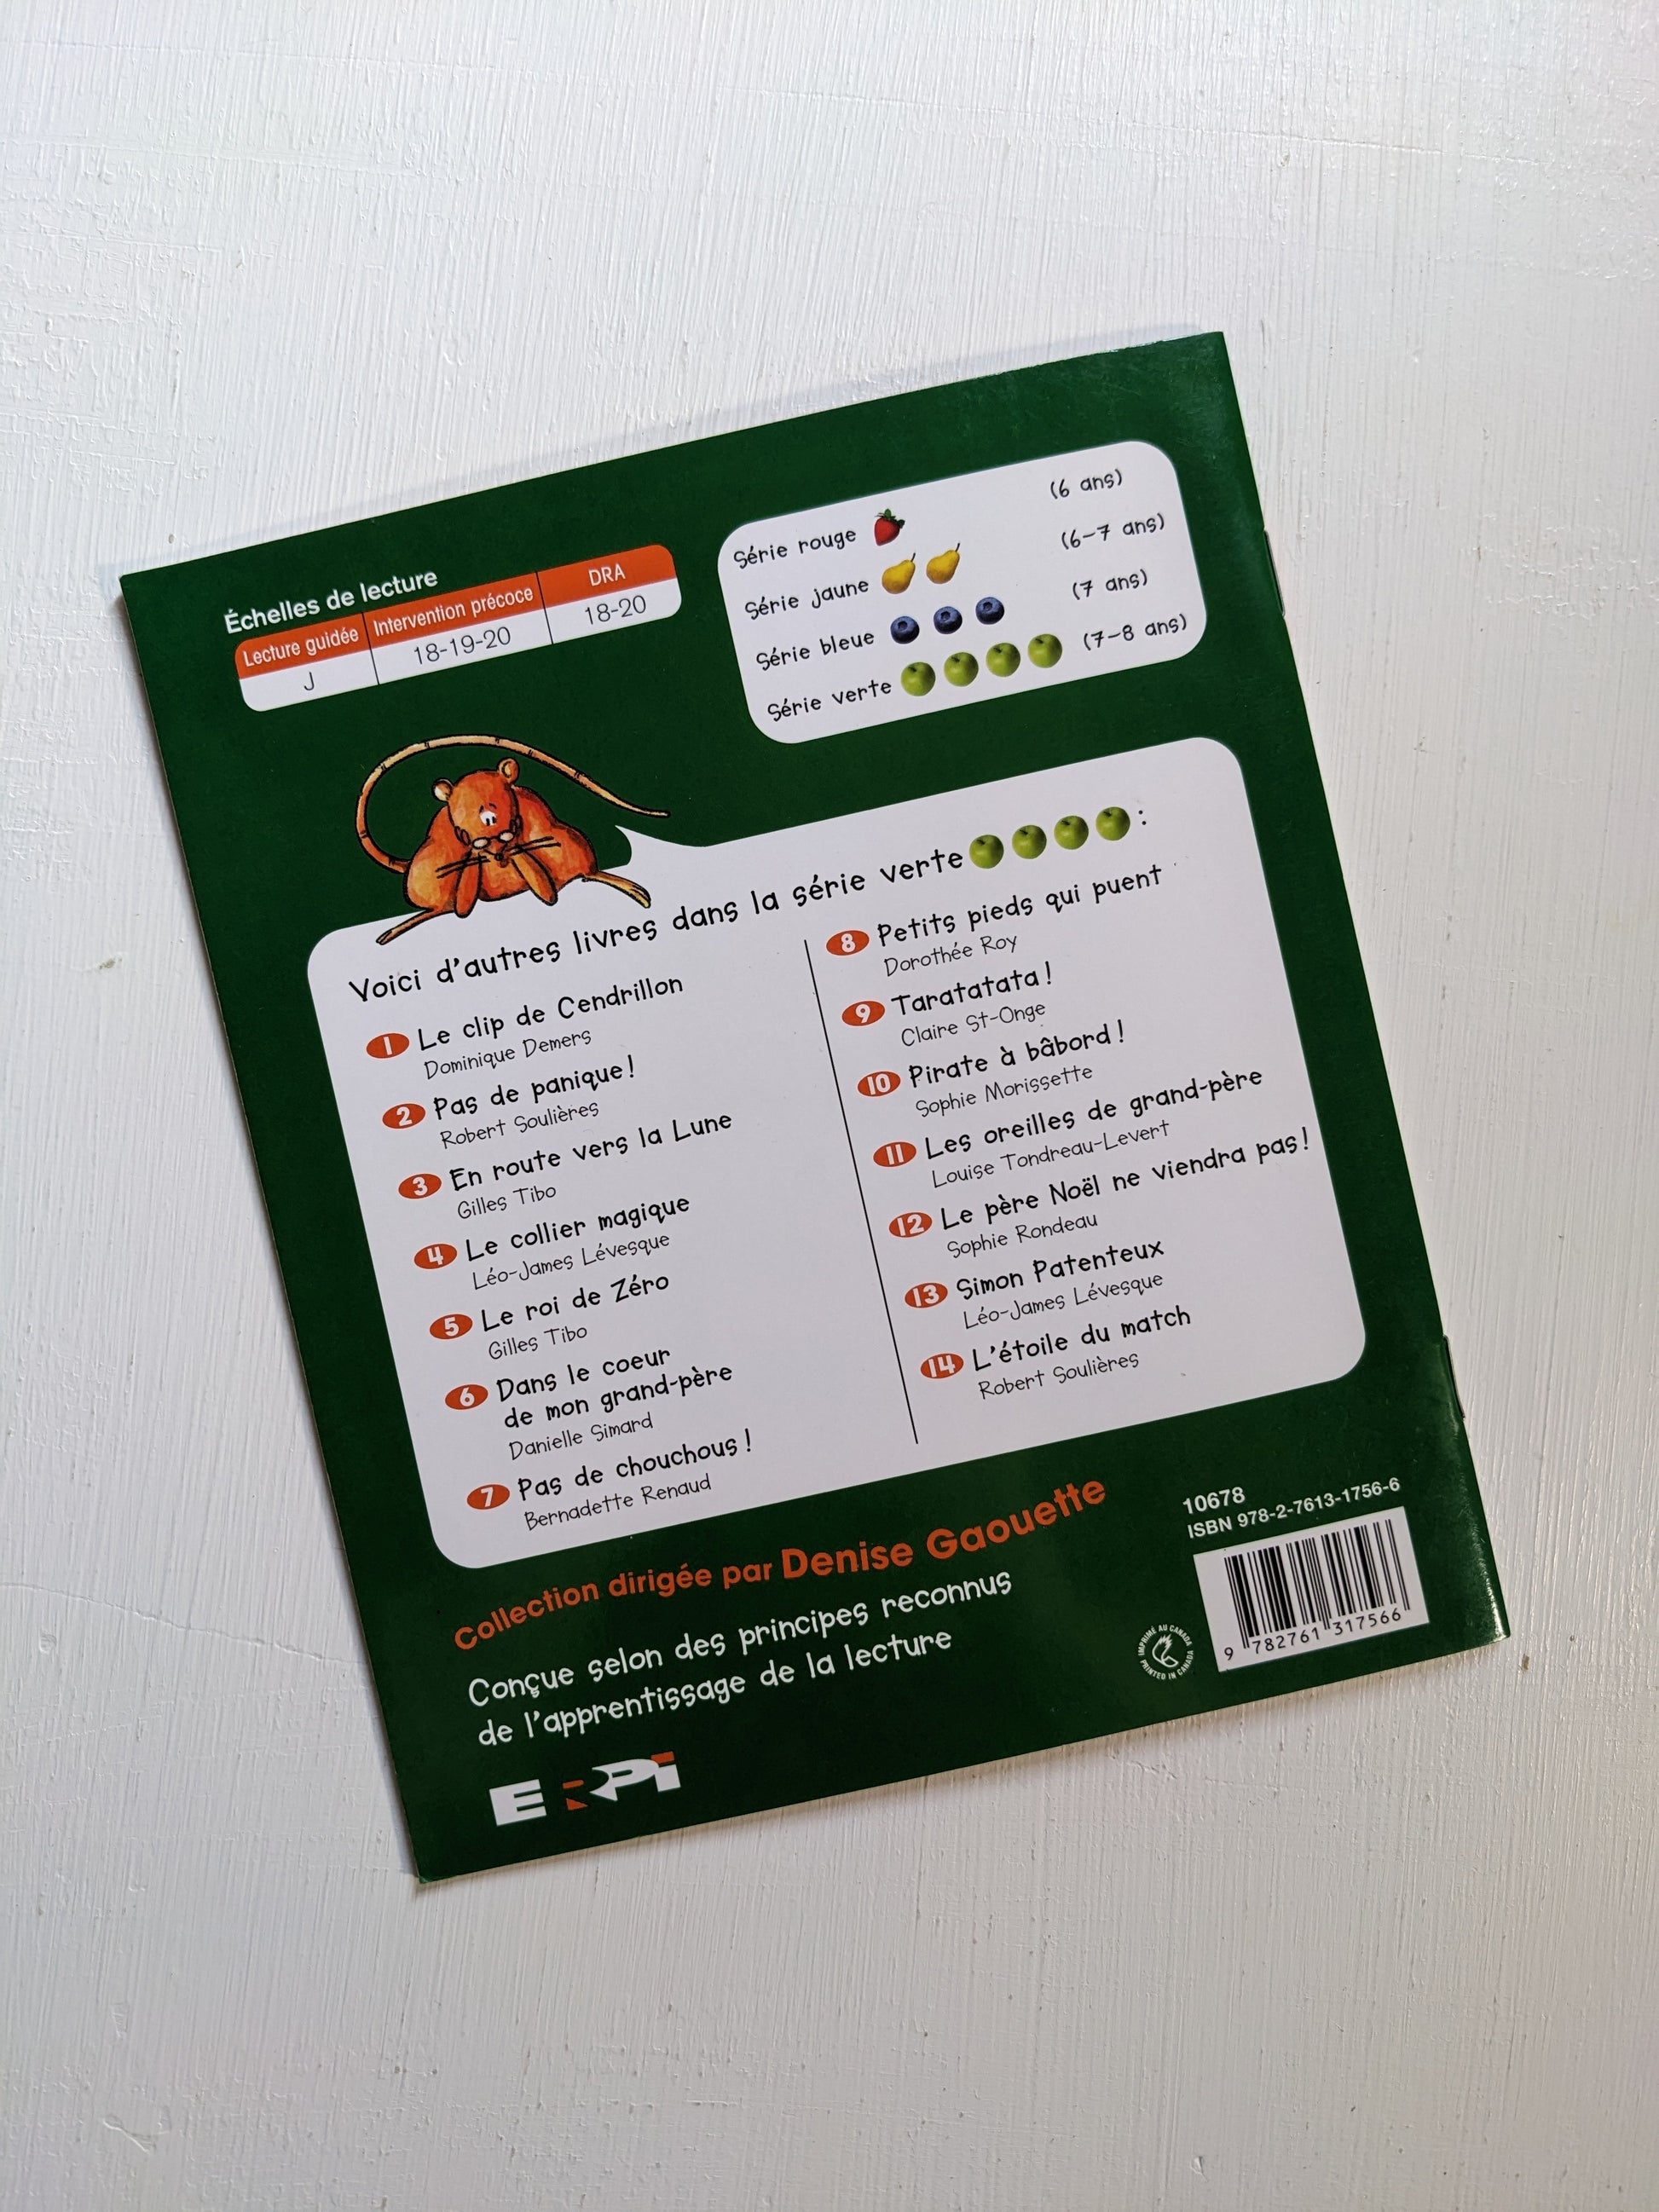 Échelles de lecture
Lecture guidée Intervention précoce DRA
J 18-19-20 18-20
Série rouge (6 ans)
Série jaune (6-7 ans)
Série bleue (7 ans)
Série verte (7-8 ans)
Voici d'autres livres dans la série verte :
1 Le clip de Cendrillon
Dominique Demers
2 Pas de panique !
Robert Soulières
3 En route vers la Lune
Gilles Tibo
4 Le collier magique
Léo-James Lévesque
5 Le roi de Zéro
Gilles Tibo
6 Dans le coeur
de mon grand-père
Danielle Simard
7 Pas de chouchous !
Bernadette Renaud
8 Petits pieds qui puent
Dorothée Roy
9 Taratatata !
Claire St-Onge
10 Pirate à bâbord !
Sophie Morissette
11 Les oreilles de grand-père
Louise Tondreau-Levert
12 Le père Noël ne viendra pas !
Sophie Rondeau
13 Simon Patenteux
Léo-James Lévesque
14 L'étoile du match
Robert Soulières
Collection dirigée par Denise Gaouette
Conçue selon des principes reconnus
de l'apprentissage de la lecture
ERPI
10678
ISBN 978-2-7613-1756-6
9 782761 317566
IMPRIMÉ AU CANADA
PRINTED IN CANADA